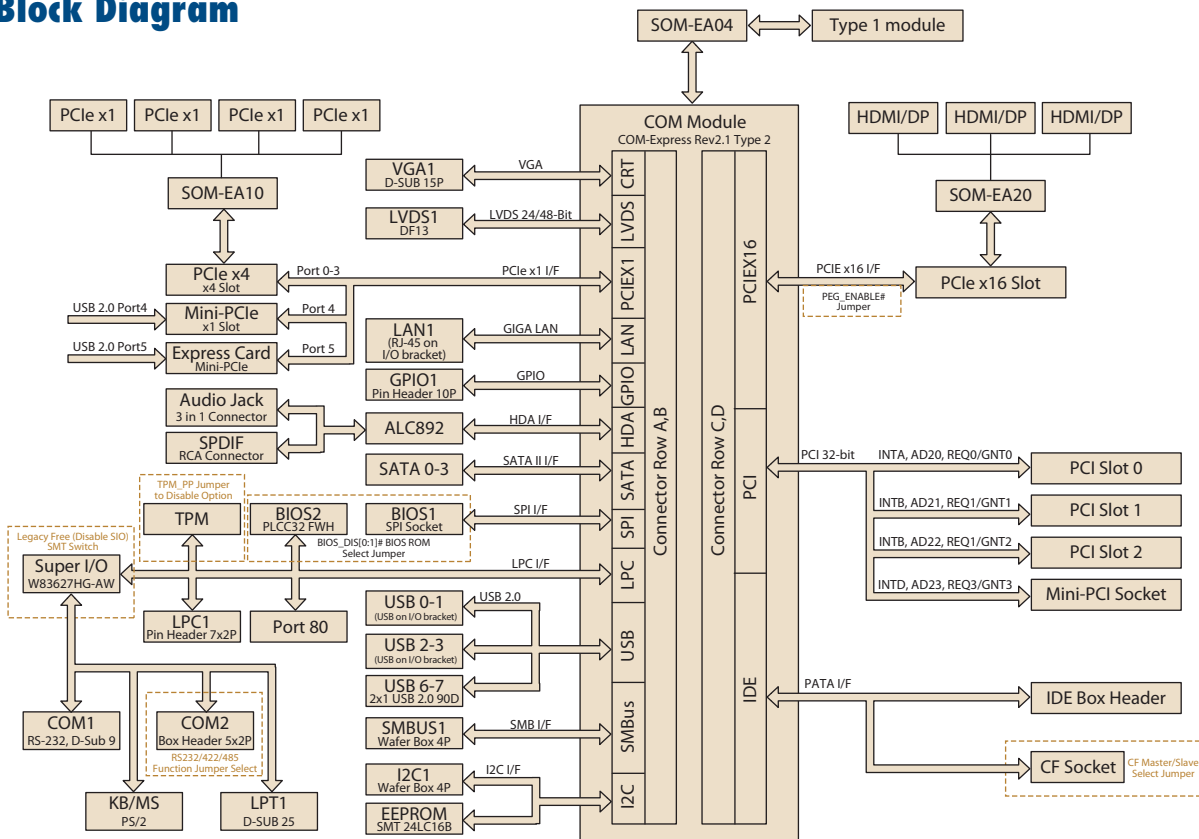 Block Diagram
SOM-EA04
Type 1 module
PCIe x1
PCIe x1
PCIe x1
PCIe x1
SOM-EA10
HDMI/DP
HDMI/DP
HDMI/DP
SOM-EA20
COM Module
COM-Express Rev2.1 Type 2
VGA1
D-SUB 15P
VGA
CRT
LVDS1
DF13
LVDS 24/48-Bit
LVDS
PCIe x4
x4 Slot
Port 0-3
PCIe x1 I/F
PCIEX1
USB 2.0 Port4
Mini-PCIe
x1 Slot
Port 4
USB 2.0 Port5
Express Card
Mini-PCIe
Port 5
LAN1
(RJ-45 on
I/O bracket)
GIGA LAN
LAN
GPIO1
Pin Header 10P
GPIO
GPIO
Audio Jack
3 in 1 Connector
SPDIF
RCA Connector
ALC892
HDA I/F
HDA
SATA 0-3
SATA II I/F
SATA
TPM_PP Jumper
to Disable Option
TPM
BIOS2
PLCC32 FWH
BIOS1
SPI Socket
BIOS_DIS[0:1]# BIOS ROM
Select Jumper
SPI I/F
SPI
Legacy Free (Disable SIO)
SMT Switch
Super I/O
W83627HG-AW
LPC I/F
LPC
LPC1
Pin Header 7x2P
Port 80
USB 0-1
(USB on I/O bracket)
USB 2.0
USB 2-3
(USB on I/O bracket)
USB 6-7
2x1 USB 2.0 90D
USB
COM1
RS-232, D-Sub 9
COM2
Box Header 5x2P
RS232/422/485
Function Jumper Select
KB/MS
PS/2
LPT1
D-SUB 25
SMBUS1
Wafer Box 4P
SMB I/F
SMBus
I2C1
Wafer Box 4P
I2C I/F
EEPROM
SMT 24LC16B
I2C
Connector Row A,B
Connector Row C,D
PCIEX16
PCIE x16 I/F
PEG_ENABLE#
Jumper
PCIe x16 Slot
PCI
PCI 32-bit
INTA, AD20, REQ0/GNT0
PCI Slot 0
INTB, AD21, REQ1/GNT1
PCI Slot 1
INTB, AD22, REQ1/GNT2
PCI Slot 2
INTD, AD23, REQ3/GNT3
Mini-PCI Socket
IDE
PATA I/F
IDE Box Header
CF Socket
CF Master/Slave
Select Jumper